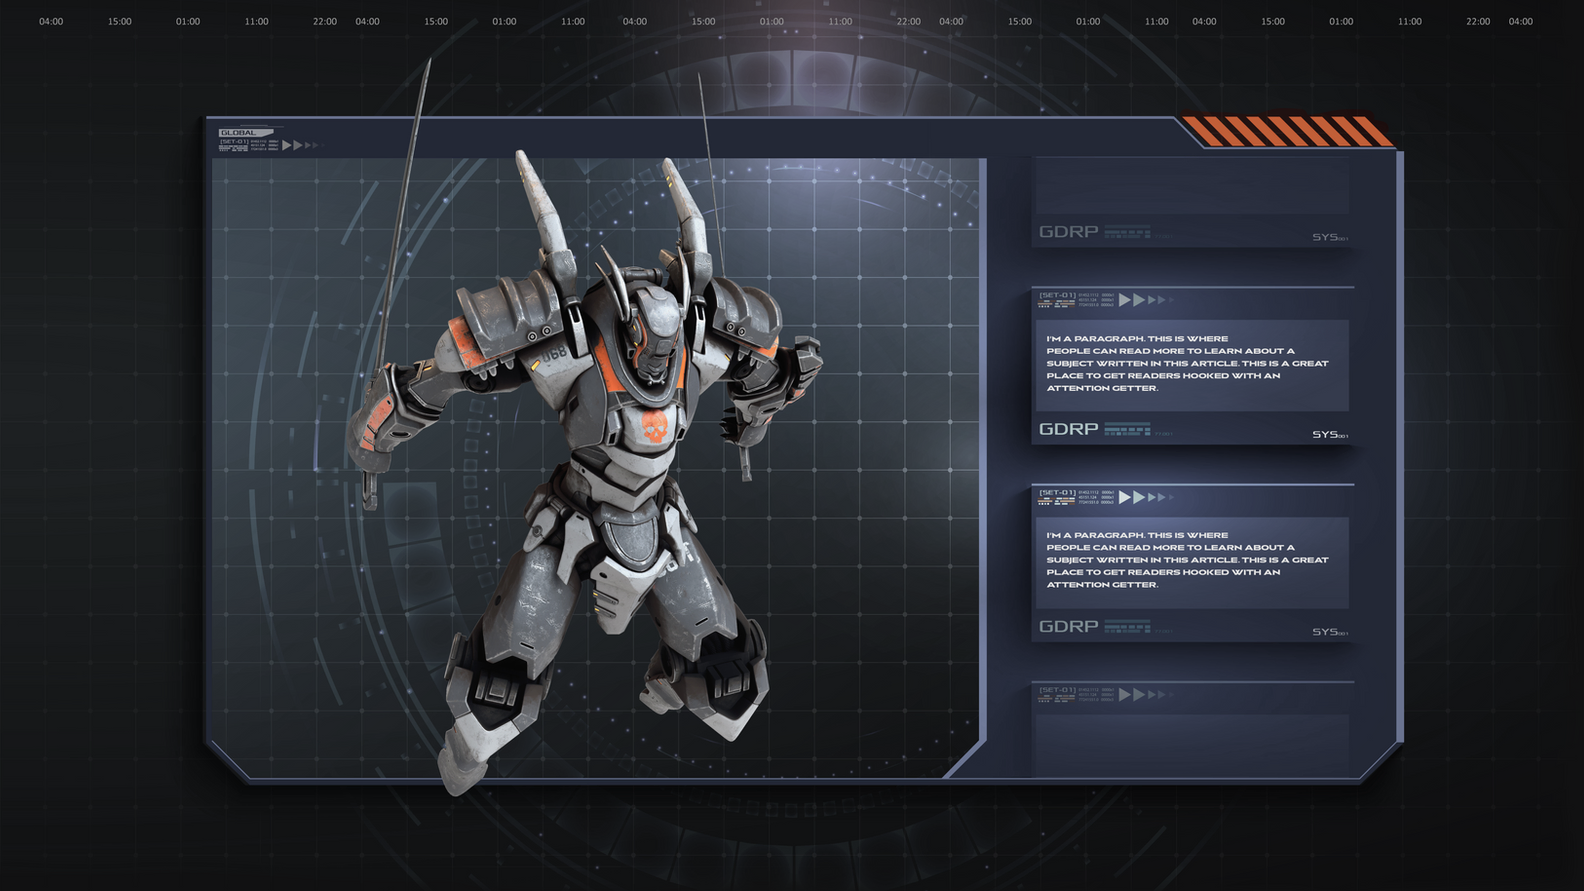 04:00 15:00 01:00 11:00 22:00 04:00 15:00 01:00 11:00 04:00 15:00 01:00 11:00 22:00 04:00 15:00 01:00 11:00 04:00 15:00 01:00 11:00 22:00 04:00
GLOBAL
[SET-01]
068
GDRP SYS001
[SET-01]
I'M A PARAGRAPH. THIS IS WHERE
PEOPLE CAN READ MORE TO LEARN ABOUT A
SUBJECT WRITTEN IN THIS ARTICLE. THIS IS A GREAT
PLACE TO GET READERS HOOKED WITH AN
ATTENTION GETTER.
GDRP SYS001
[SET-01]
I'M A PARAGRAPH. THIS IS WHERE
PEOPLE CAN READ MORE TO LEARN ABOUT A
SUBJECT WRITTEN IN THIS ARTICLE. THIS IS A GREAT
PLACE TO GET READERS HOOKED WITH AN
ATTENTION GETTER.
GDRP SYS001
[SET-01]